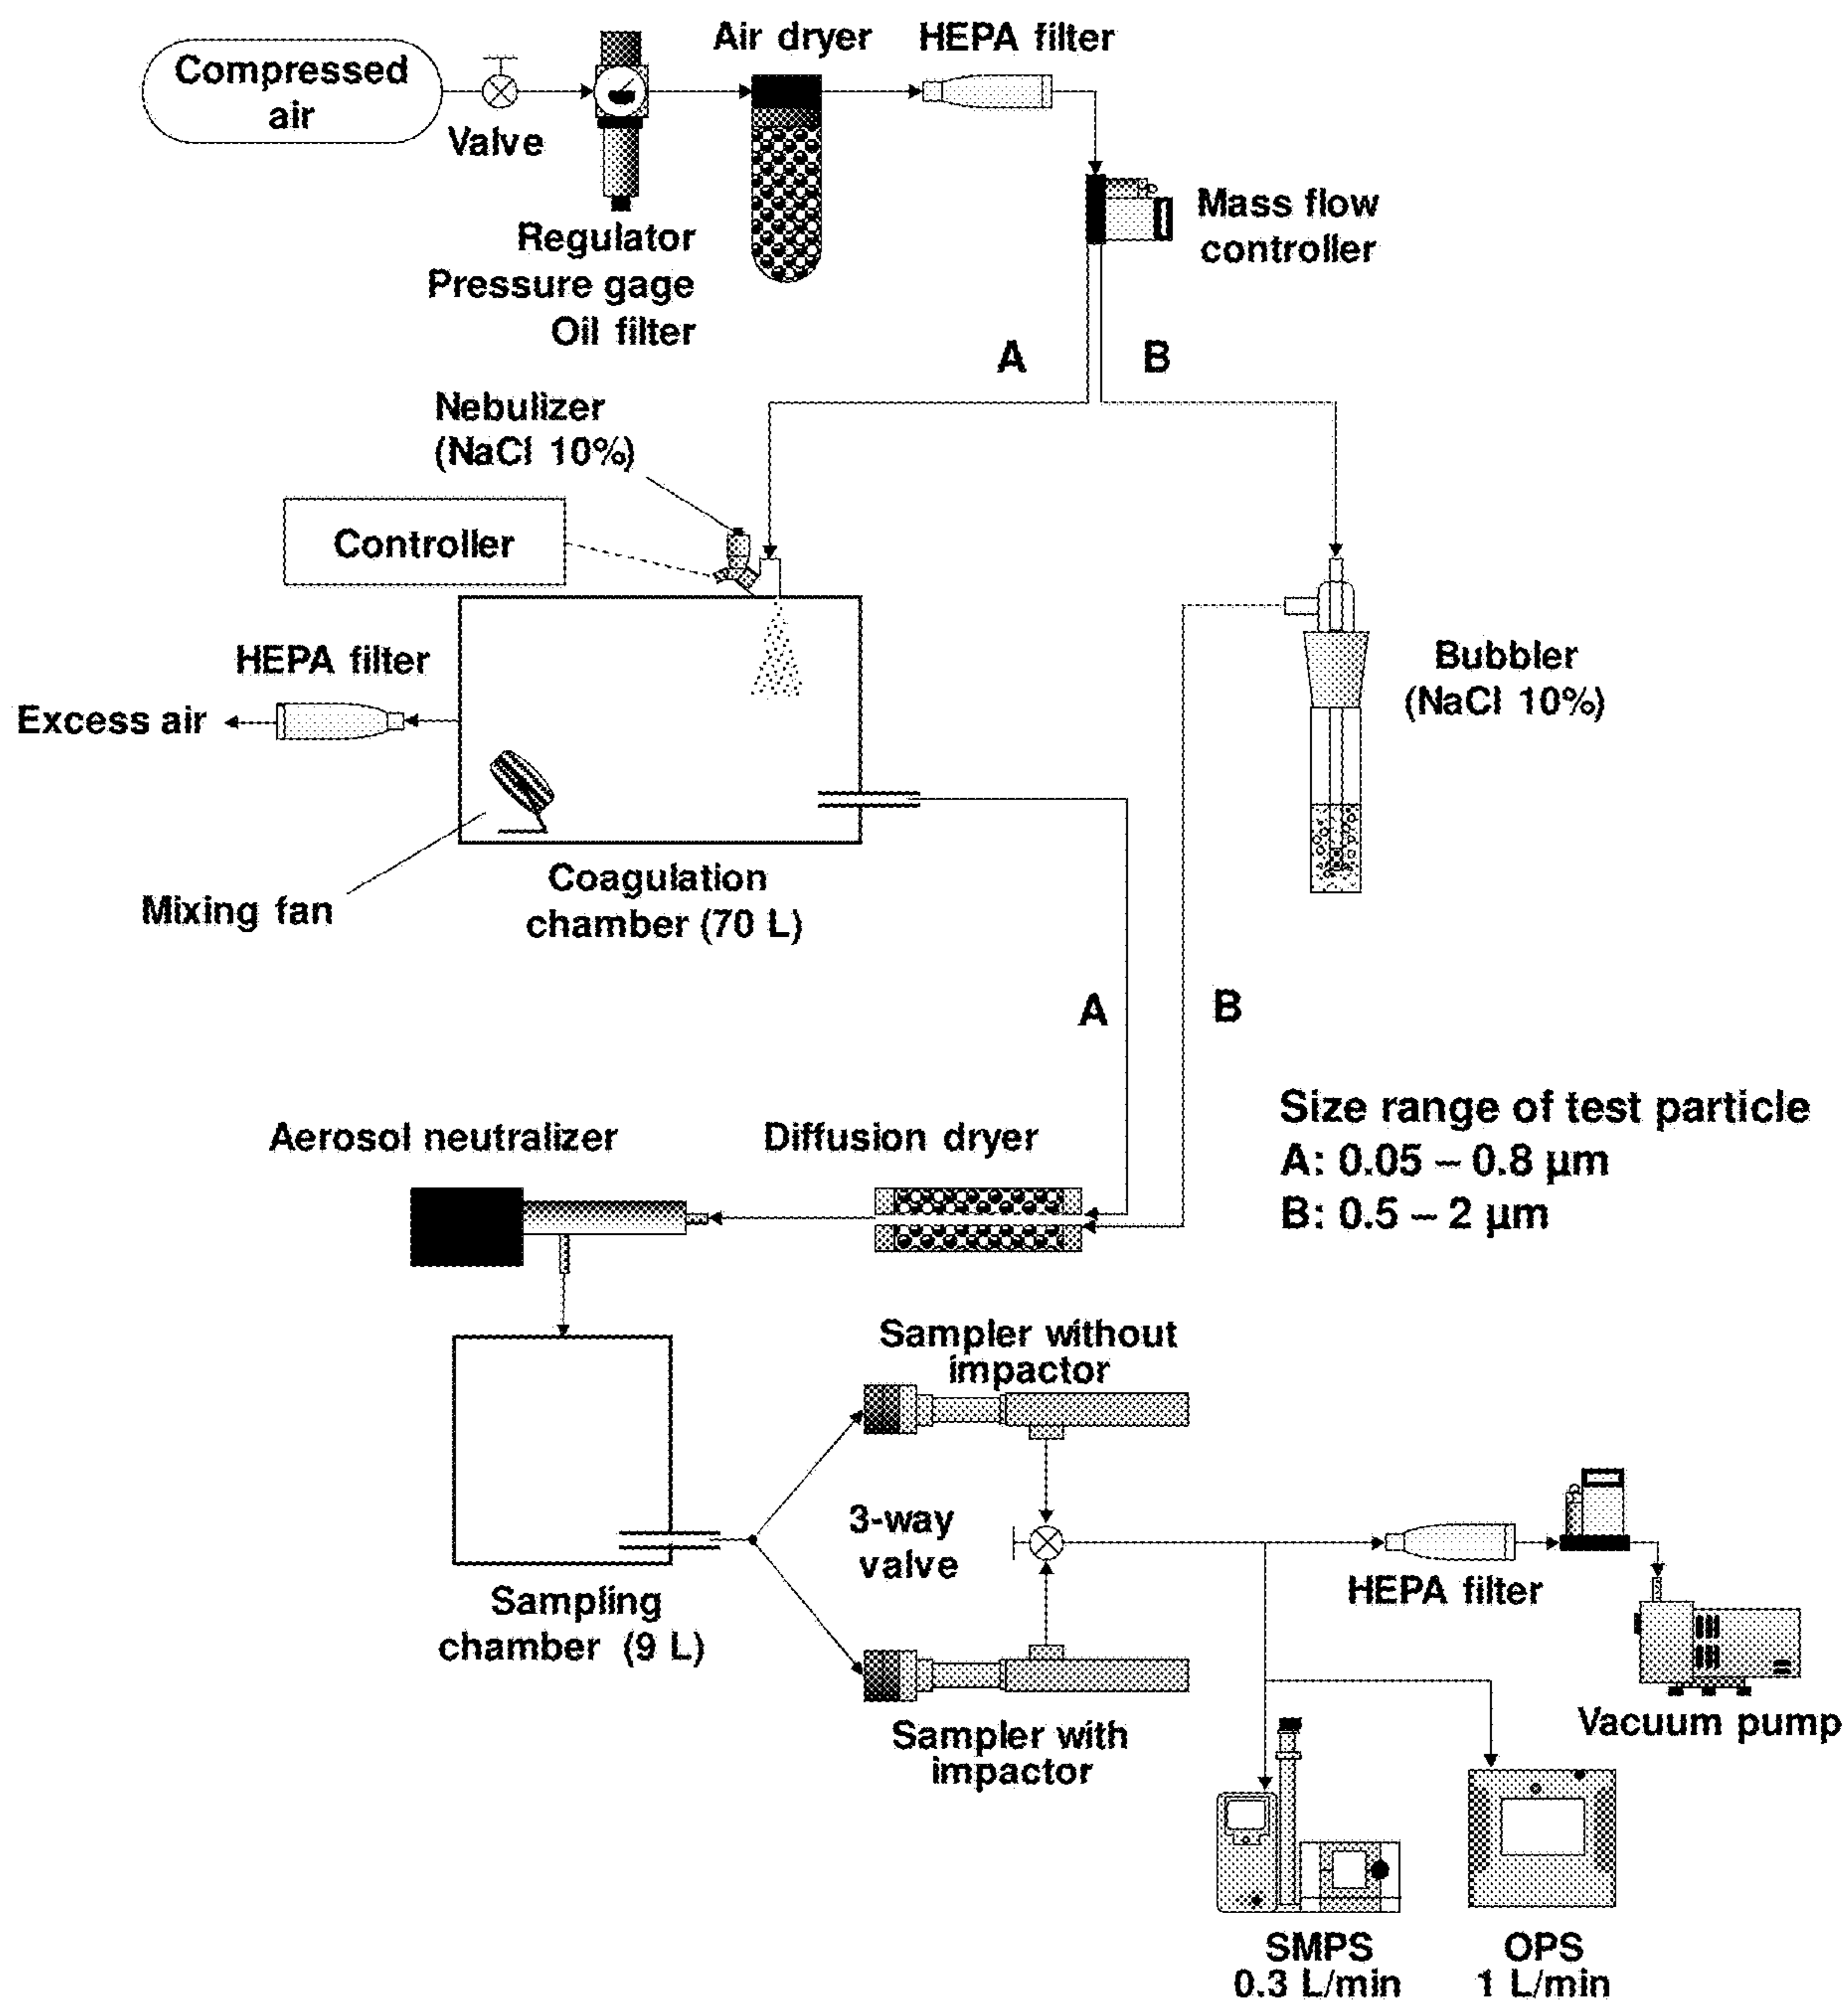 Compressed
air
Valve
Regulator
Pressure gage
Oil filter
Air dryer
HEPA filter
Mass flow
controller
A
B
Nebulizer
(NaCl 10%)
Controller
HEPA filter
Excess air
Mixing fan
Coagulation
chamber (70 L)
Bubbler
(NaCl 10%)
A
B
Size range of test particle
A: 0.05 – 0.8 µm
B: 0.5 – 2 µm
Aerosol neutralizer
Diffusion dryer
Sampling
chamber (9 L)
Sampler without
impactor
3-way
valve
Sampler with
impactor
HEPA filter
Vacuum pump
SMPS
0.3 L/min
OPS
1 L/min